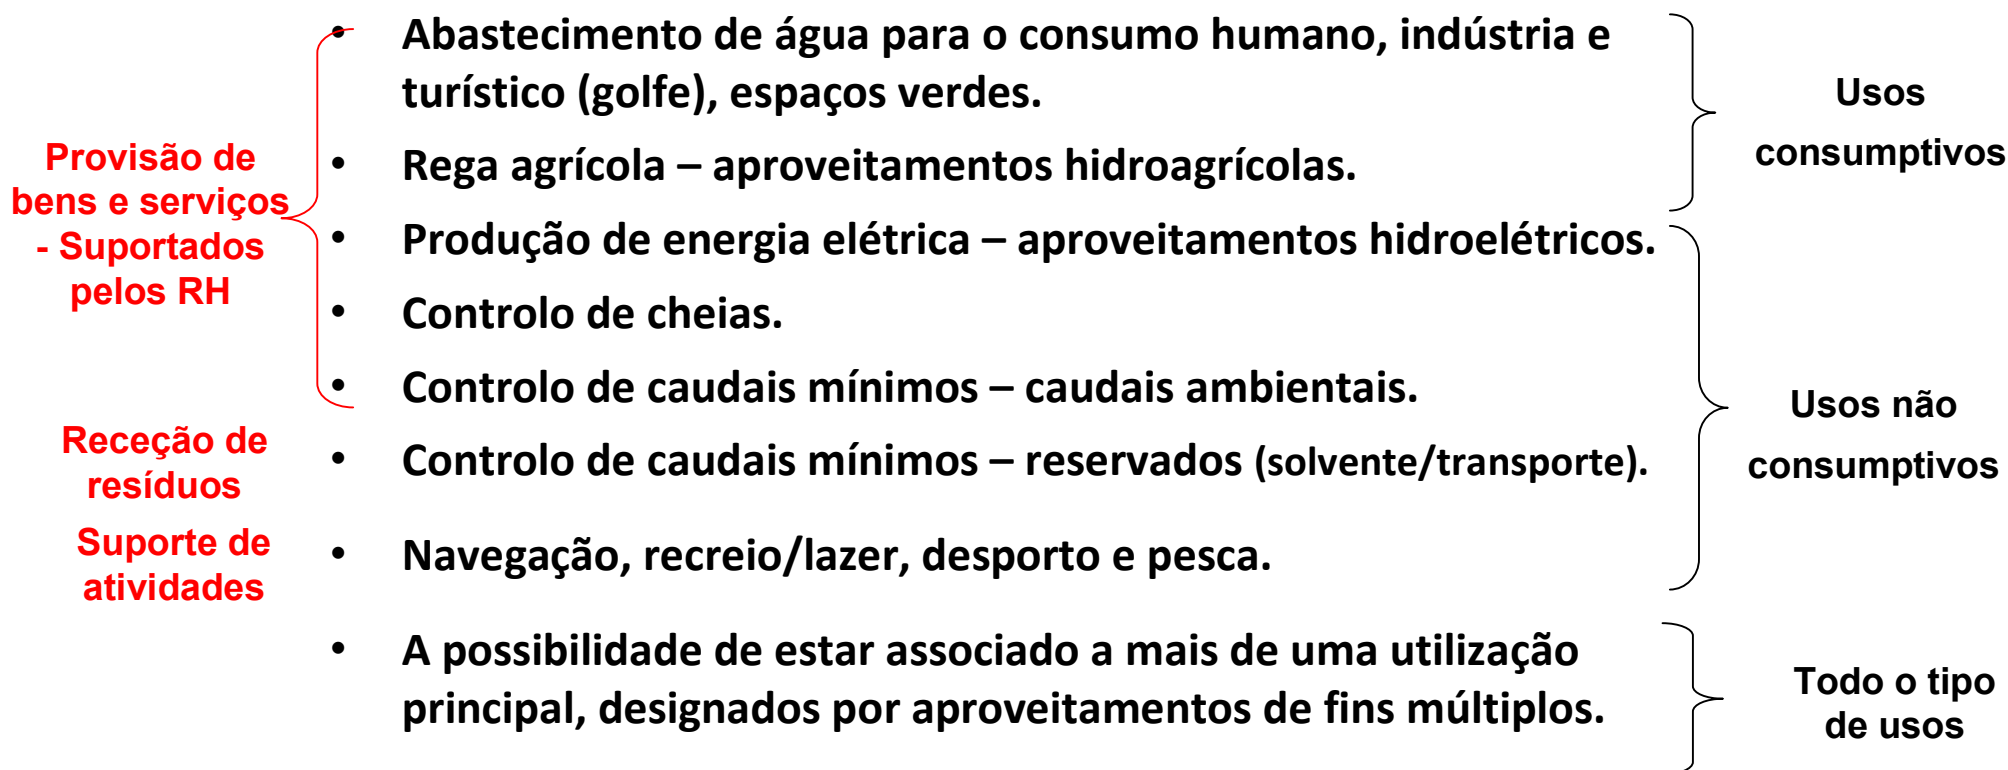 • Abastecimento de água para o consumo humano, indústria e
turístico (golfe), espaços verdes.
• Rega agrícola – aproveitamentos hidroagrícolas.
• Produção de energia elétrica – aproveitamentos hidroelétricos.
• Controlo de cheias.
• Controlo de caudais mínimos – caudais ambientais.
• Controlo de caudais mínimos – reservados (solvente/transporte).
• Navegação, recreio/lazer, desporto e pesca.
• A possibilidade de estar associado a mais de uma utilização
principal, designados por aproveitamentos de fins múltiplos.
Provisão de
bens e serviços
- Suportados
pelos RH
Receção de
resíduos
Suporte de
atividades
Usos
consumptivos
Usos não
consumptivos
Todo o tipo
de usos